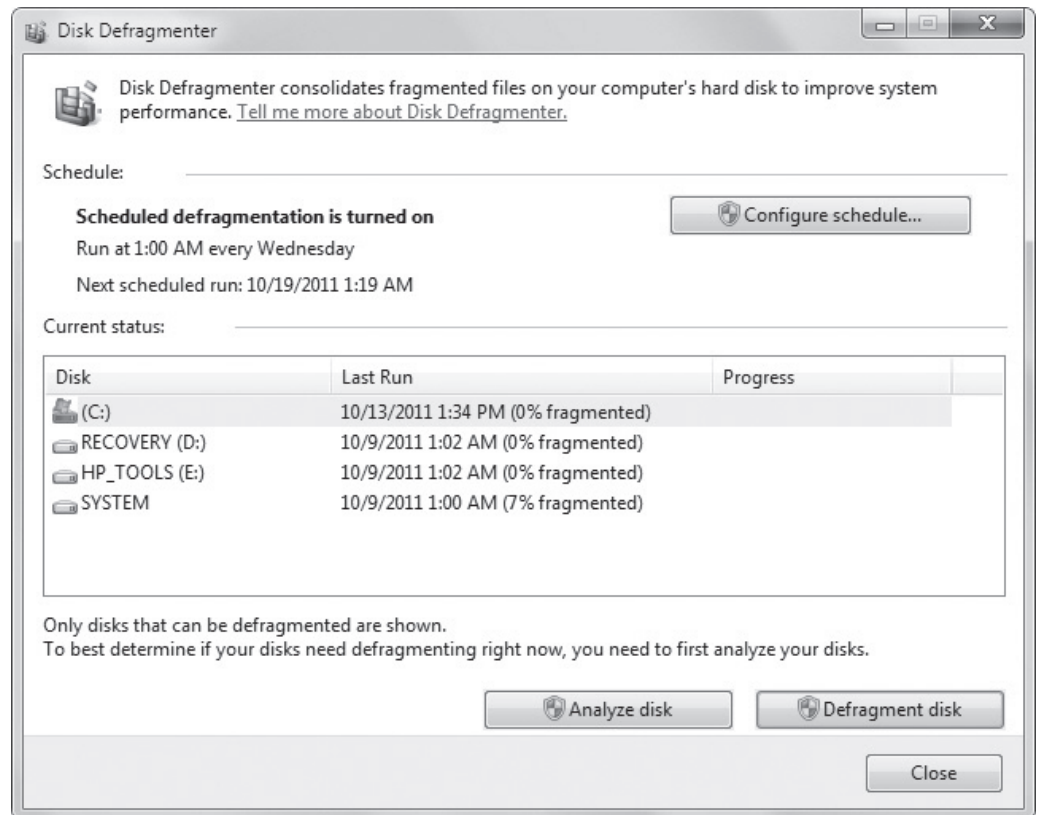 Disk Defragmenter
Disk Defragmenter consolidates fragmented files on your computer's hard disk to improve system
performance. Tell me more about Disk Defragmenter.
Schedule:
Scheduled defragmentation is turned on
Configure schedule...
Run at 1:00 AM every Wednesday
Next scheduled run: 10/19/2011 1:19 AM
Current status:
Disk Last Run Progress
(C:) 10/13/2011 1:34 PM (0% fragmented)
RECOVERY (D:) 10/9/2011 1:02 AM (0% fragmented)
HP_TOOLS (E:) 10/9/2011 1:02 AM (0% fragmented)
SYSTEM 10/9/2011 1:00 AM (7% fragmented)
Only disks that can be defragmented are shown.
To best determine if your disks need defragmenting right now, you need to first analyze your disks.
Analyze disk Defragment disk
Close